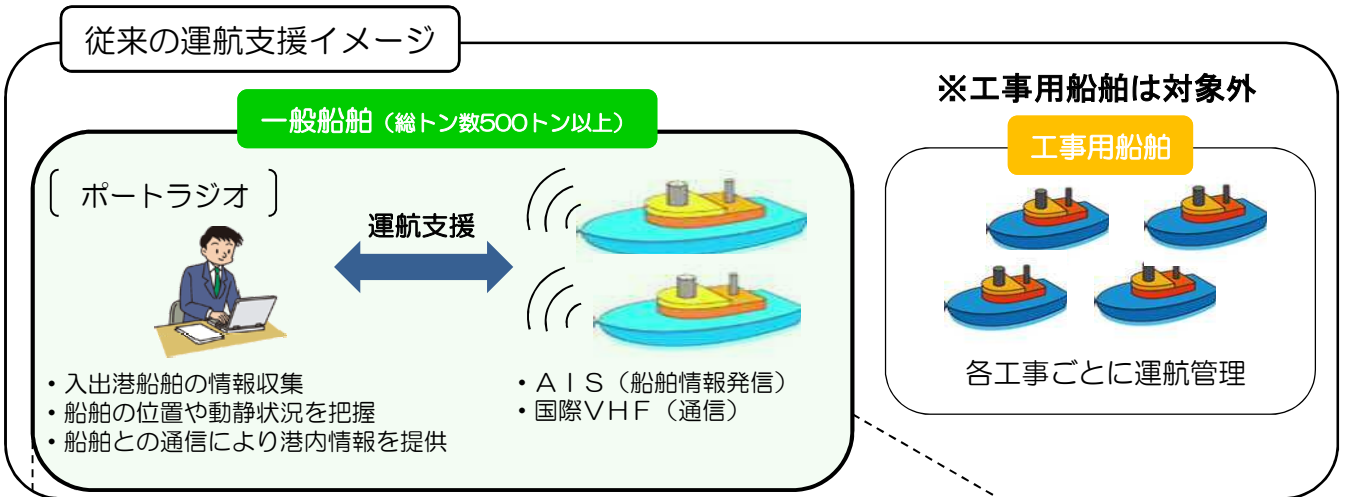 従来の運航支援イメージ
※工事用船舶は対象外
一般船舶（総トン数500トン以上）
工事用船舶
〔 ポートラジオ 〕
運航支援
・入出港船舶の情報収集
・船舶の位置や動静状況を把握
・船舶との通信により港内情報を提供
・ＡＩＳ（船舶情報発信）
・国際ＶＨＦ（通信）
各工事ごとに運航管理